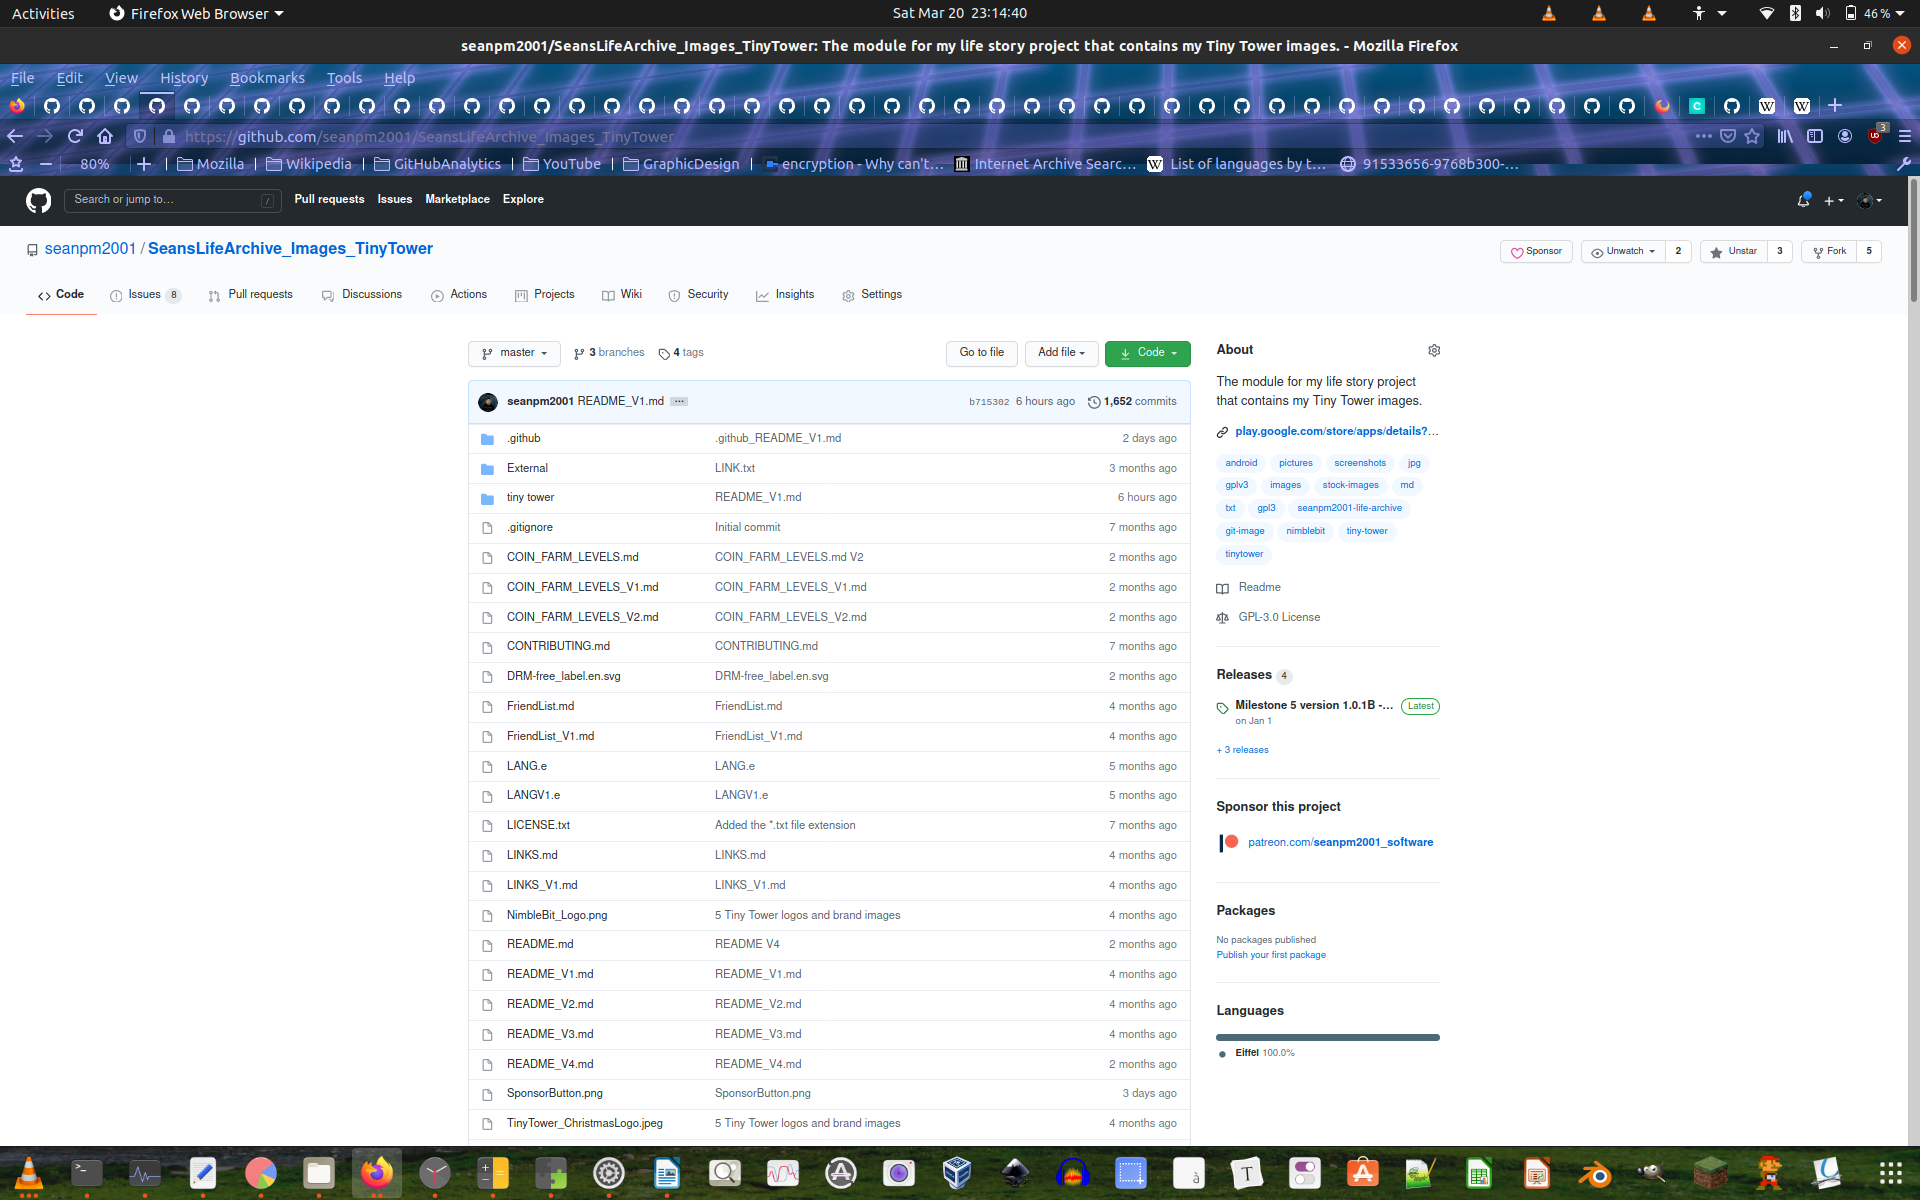 Activities Firefox Web Browser Sat Mar 20 23:14:40 46 %
seanpm2001/SeansLifeArchive_Images_TinyTower: The module for my life story project that contains my Tiny Tower images. - Mozilla Firefox
File Edit View History Bookmarks Tools Help
https://github.com/seanpm2001/SeansLifeArchive_Images_TinyTower 3
80% Mozilla Wikipedia GitHubAnalytics YouTube GraphicDesign encryption - Why can't… Internet Archive Searc… List of languages by t… 91533656-9768b300-…
Search or jump to… / Pull requests Issues Marketplace Explore
seanpm2001 / SeansLifeArchive_Images_TinyTower Sponsor Unwatch 2 Unstar 3 Fork 5
Code Issues 8 Pull requests Discussions Actions Projects Wiki Security Insights Settings
master 3 branches 4 tags Go to file Add file Code
seanpm2001 README_V1.md … b715302 6 hours ago 1,652 commits
.github .github_README_V1.md 2 days ago
External LINK.txt 3 months ago
tiny tower README_V1.md 6 hours ago
.gitignore Initial commit 7 months ago
COIN_FARM_LEVELS.md COIN_FARM_LEVELS.md V2 2 months ago
COIN_FARM_LEVELS_V1.md COIN_FARM_LEVELS_V1.md 2 months ago
COIN_FARM_LEVELS_V2.md COIN_FARM_LEVELS_V2.md 2 months ago
CONTRIBUTING.md CONTRIBUTING.md 7 months ago
DRM-free_label.en.svg DRM-free_label.en.svg 2 months ago
FriendList.md FriendList.md 4 months ago
FriendList_V1.md FriendList_V1.md 4 months ago
LANG.e LANG.e 5 months ago
LANGV1.e LANGV1.e 5 months ago
LICENSE.txt Added the *.txt file extension 7 months ago
LINKS.md LINKS.md 4 months ago
LINKS_V1.md LINKS_V1.md 4 months ago
NimbleBit_Logo.png 5 Tiny Tower logos and brand images 4 months ago
README.md README V4 2 months ago
README_V1.md README_V1.md 4 months ago
README_V2.md README_V2.md 4 months ago
README_V3.md README_V3.md 4 months ago
README_V4.md README_V4.md 2 months ago
SponsorButton.png SponsorButton.png 3 days ago
TinyTower_ChristmasLogo.jpeg 5 Tiny Tower logos and brand images 4 months ago
About
The module for my life story project
that contains my Tiny Tower images.
play.google.com/store/apps/details?…
android pictures screenshots jpg
gplv3 images stock-images md
txt gpl3 seanpm2001-life-archive
git-image nimblebit tiny-tower
tinytower
Readme
GPL-3.0 License
Releases 4
Milestone 5 version 1.0.1B -… Latest
on Jan 1
+ 3 releases
Sponsor this project
patreon.com/seanpm2001_software
Packages
No packages published
Publish your first package
Languages
Eiffel 100.0%